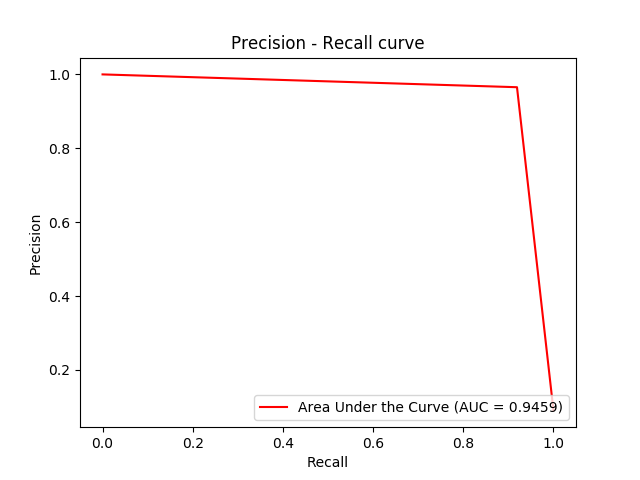 Precision - Recall curve
1.0
0.8
0.6
0.4
0.2
Precision
Area Under the Curve (AUC = 0.9459)
0.0 0.2 0.4 0.6 0.8 1.0
Recall